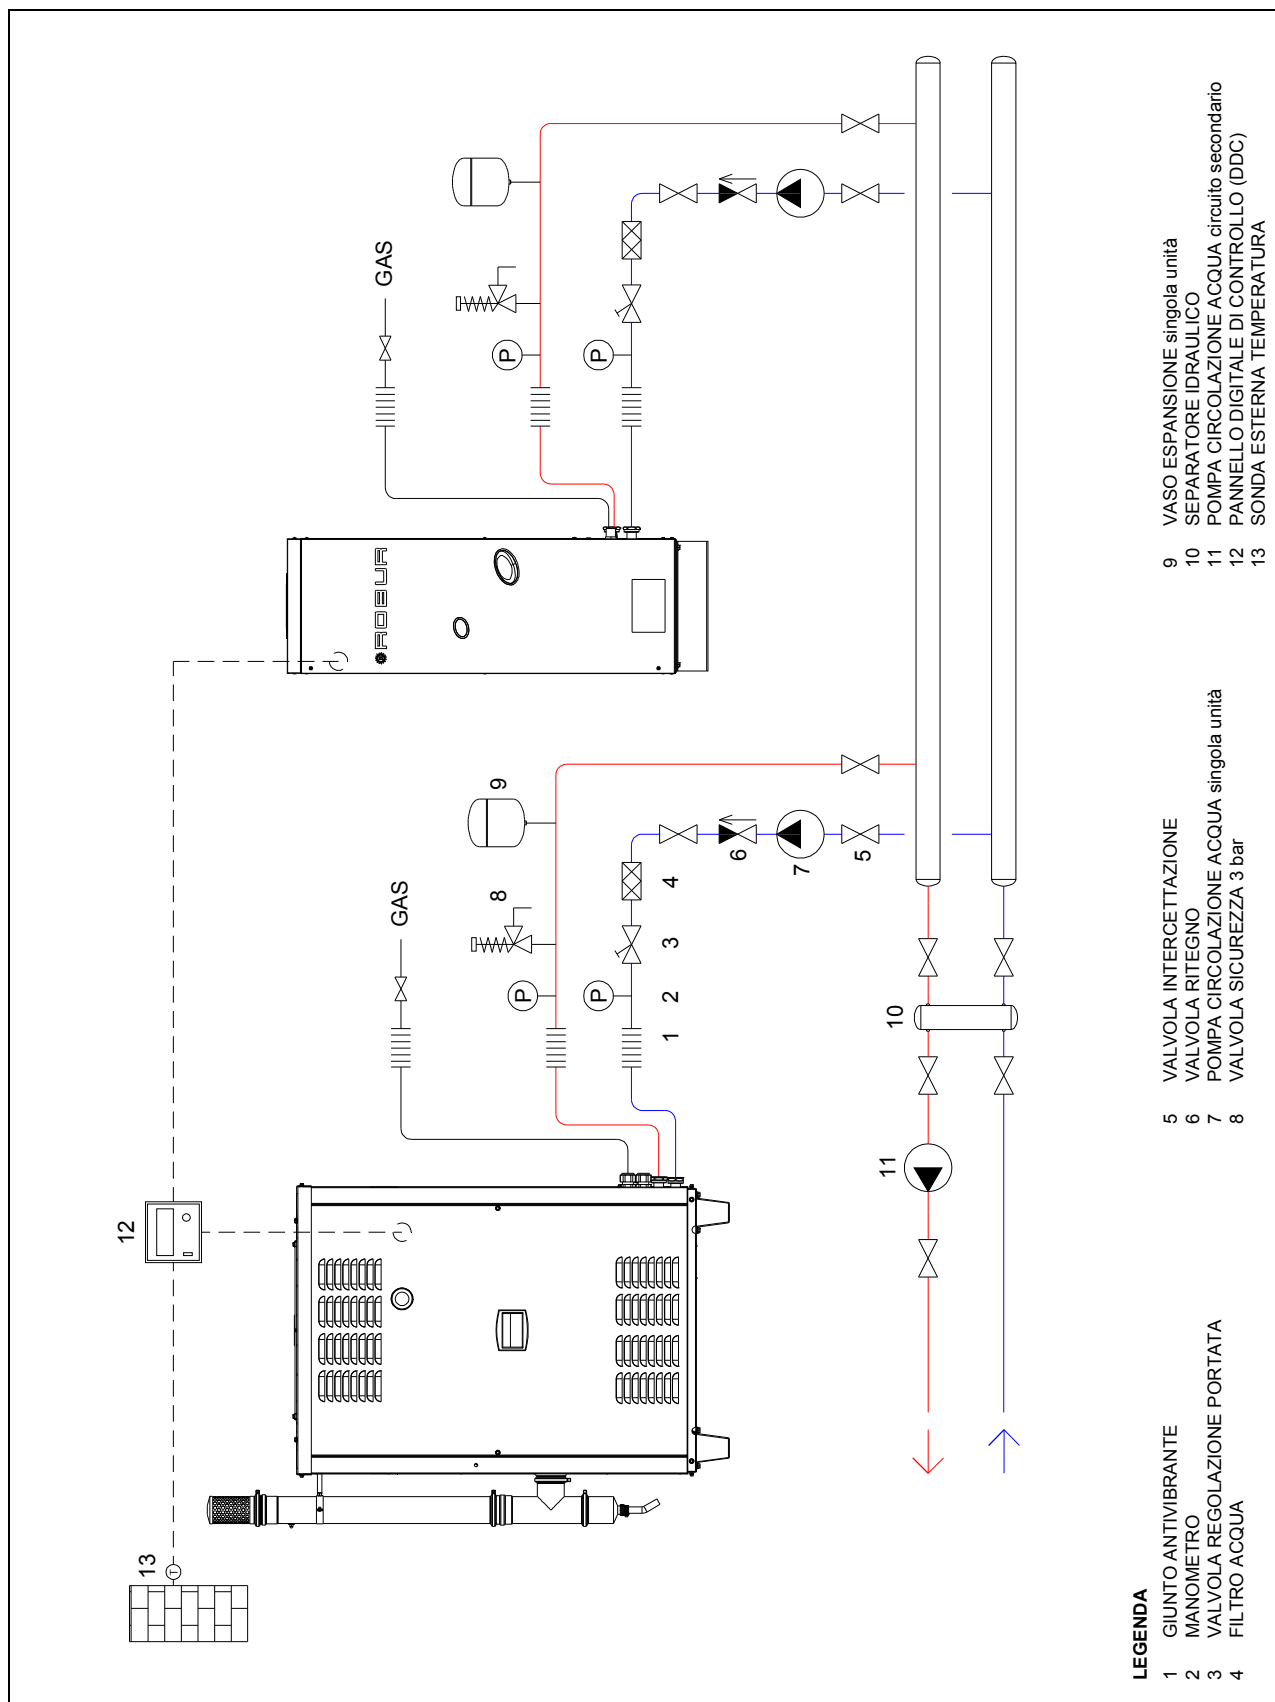 13
12
GAS
8
9
P
P
1
2
3
4
6
7
5
10
11
ROBUR
GAS
P
P
T
LEGENDA
1 GIUNTO ANTIVIBRANTE
2 MANOMETRO
3 VALVOLA REGOLAZIONE PORTATA
4 FILTRO ACQUA
5 VALVOLA INTERCETTAZIONE
6 VALVOLA RITEGNO
7 POMPA CIRCOLAZIONE ACQUA singola unità
8 VALVOLA SICUREZZA 3 bar
9 VASO ESPANSIONE singola unità
10 SEPARATORE IDRAULICO
11 POMPA CIRCOLAZIONE ACQUA circuito secondario
12 PANNELLO DIGITALE DI CONTROLLO (DDC)
13 SONDA ESTERNA TEMPERATURA